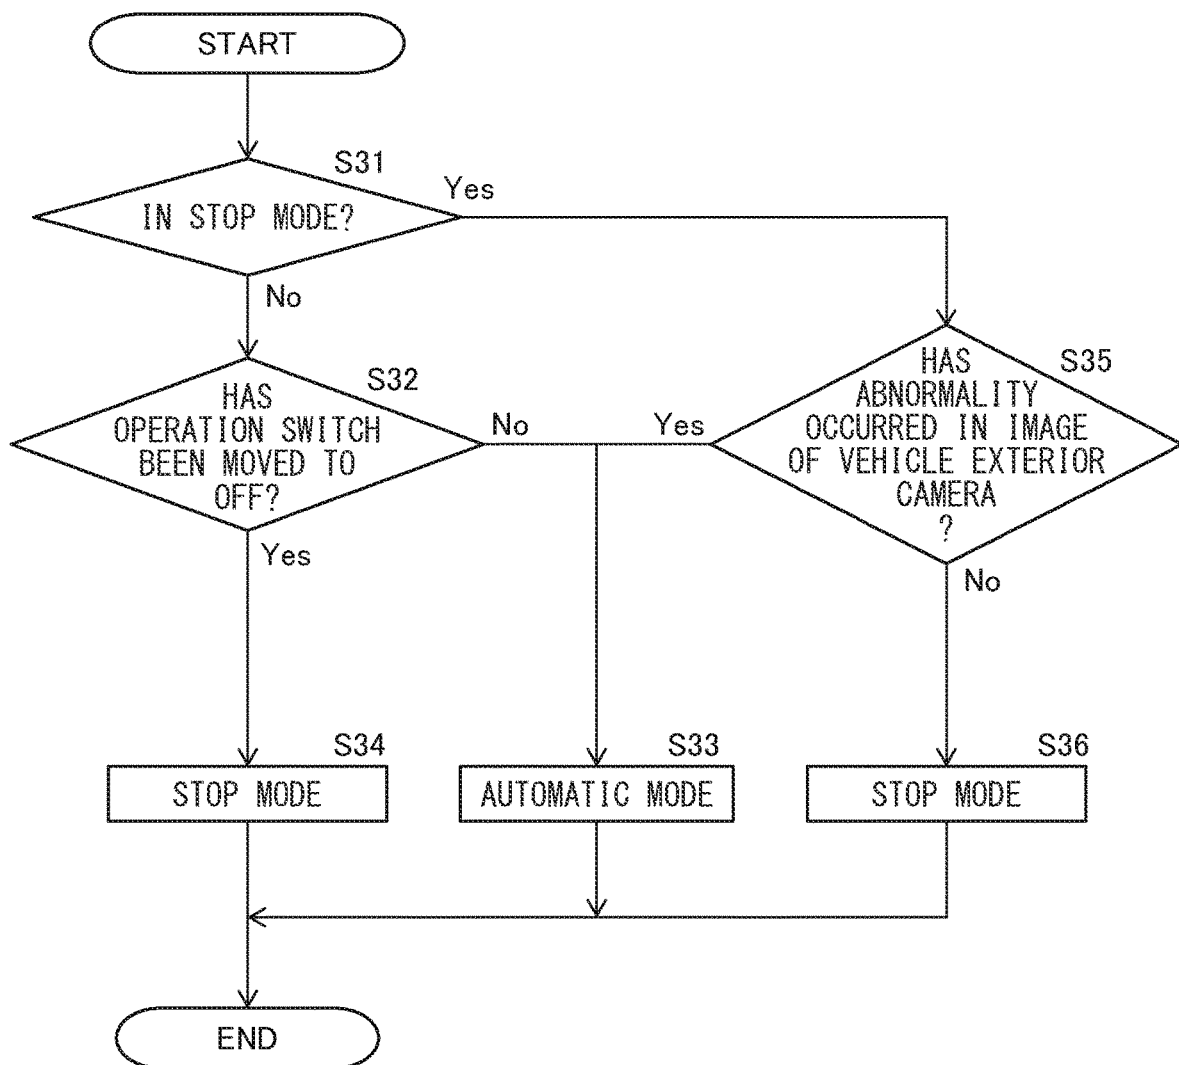 START
S31
Yes
IN STOP MODE?
No
S32
HAS
OPERATION SWITCH
BEEN MOVED TO
OFF?
No
Yes
S35
HAS
ABNORMALITY
OCCURRED IN IMAGE
OF VEHICLE EXTERIOR
CAMERA
?
Yes
No
S34
STOP MODE
S33
AUTOMATIC MODE
S36
STOP MODE
END